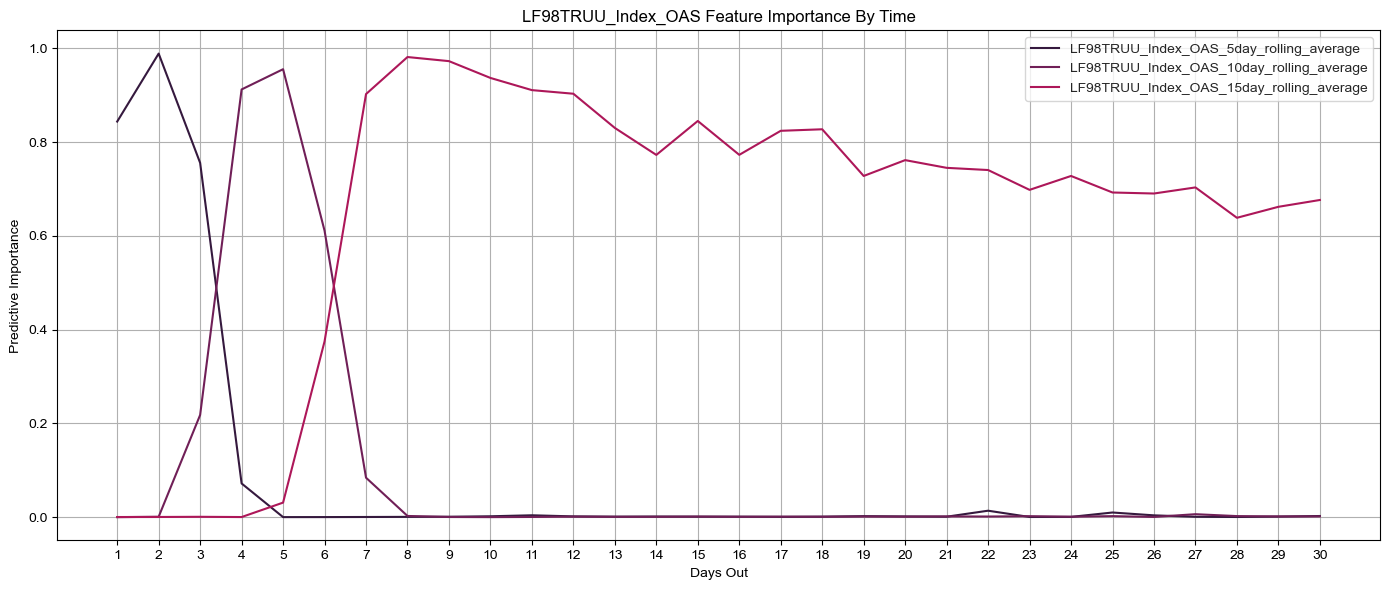 LF98TRUU_Index_OAS Feature Importance By Time
LF98TRUU_Index_OAS_5day_rolling_average
LF98TRUU_Index_OAS_10day_rolling_average
LF98TRUU_Index_OAS_15day_rolling_average
Predictive Importance
1.0
0.8
0.6
0.4
0.2
0.0
1 2 3 4 5 6 7 8 9 10 11 12 13 14 15 16 17 18 19 20 21 22 23 24 25 26 27 28 29 30
Days Out